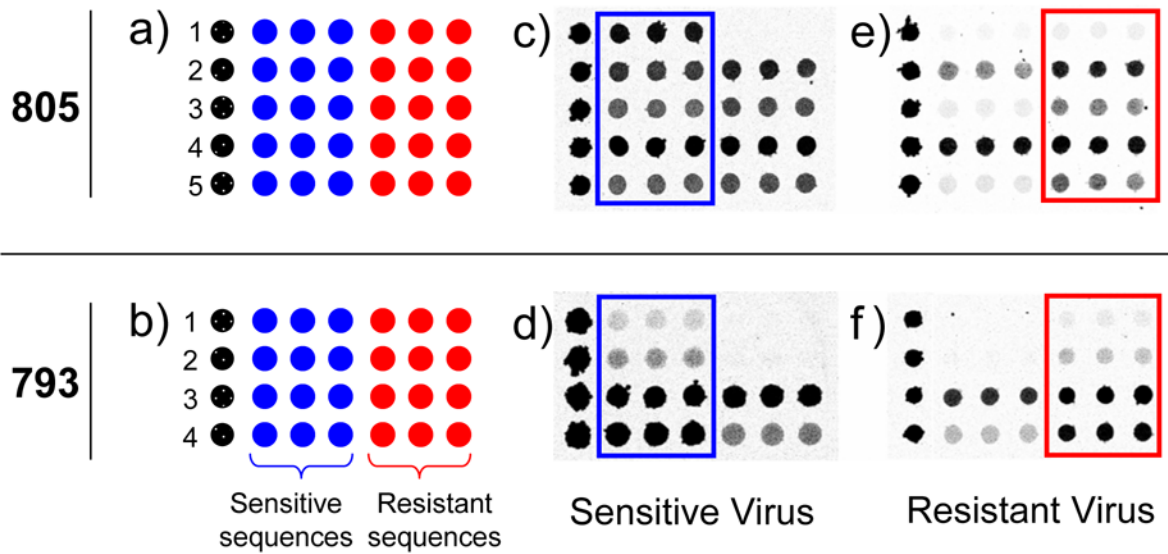 a)
c)
e)
805
1
2
3
4
5
b)
d)
f)
793
1
2
3
4
Sensitive sequences
Resistant sequences
Sensitive Virus
Resistant Virus